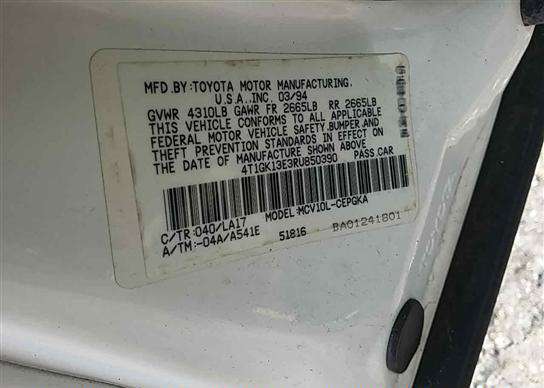 MFD.BY:TOYOTA MOTOR MANUFACTURING,
U.S.A.,INC. 03/94
GVWR 4310LB GAWR FR 2665LB RR 2665LB
THIS VEHICLE CONFORMS TO ALL APPLICABLE
FEDERAL MOTOR VEHICLE SAFETY,BUMPER,AND
THEFT PREVENTION STANDARDS IN EFFECT ON
THE DATE OF MANUFACTURE SHOWN ABOVE.
4T1GK13E3RU850390 PASS CAR
C/TR:040/LA17 MODEL:MCV10L-CEPGKA
A/TM:-04A/A541E 51816 BA01241B01